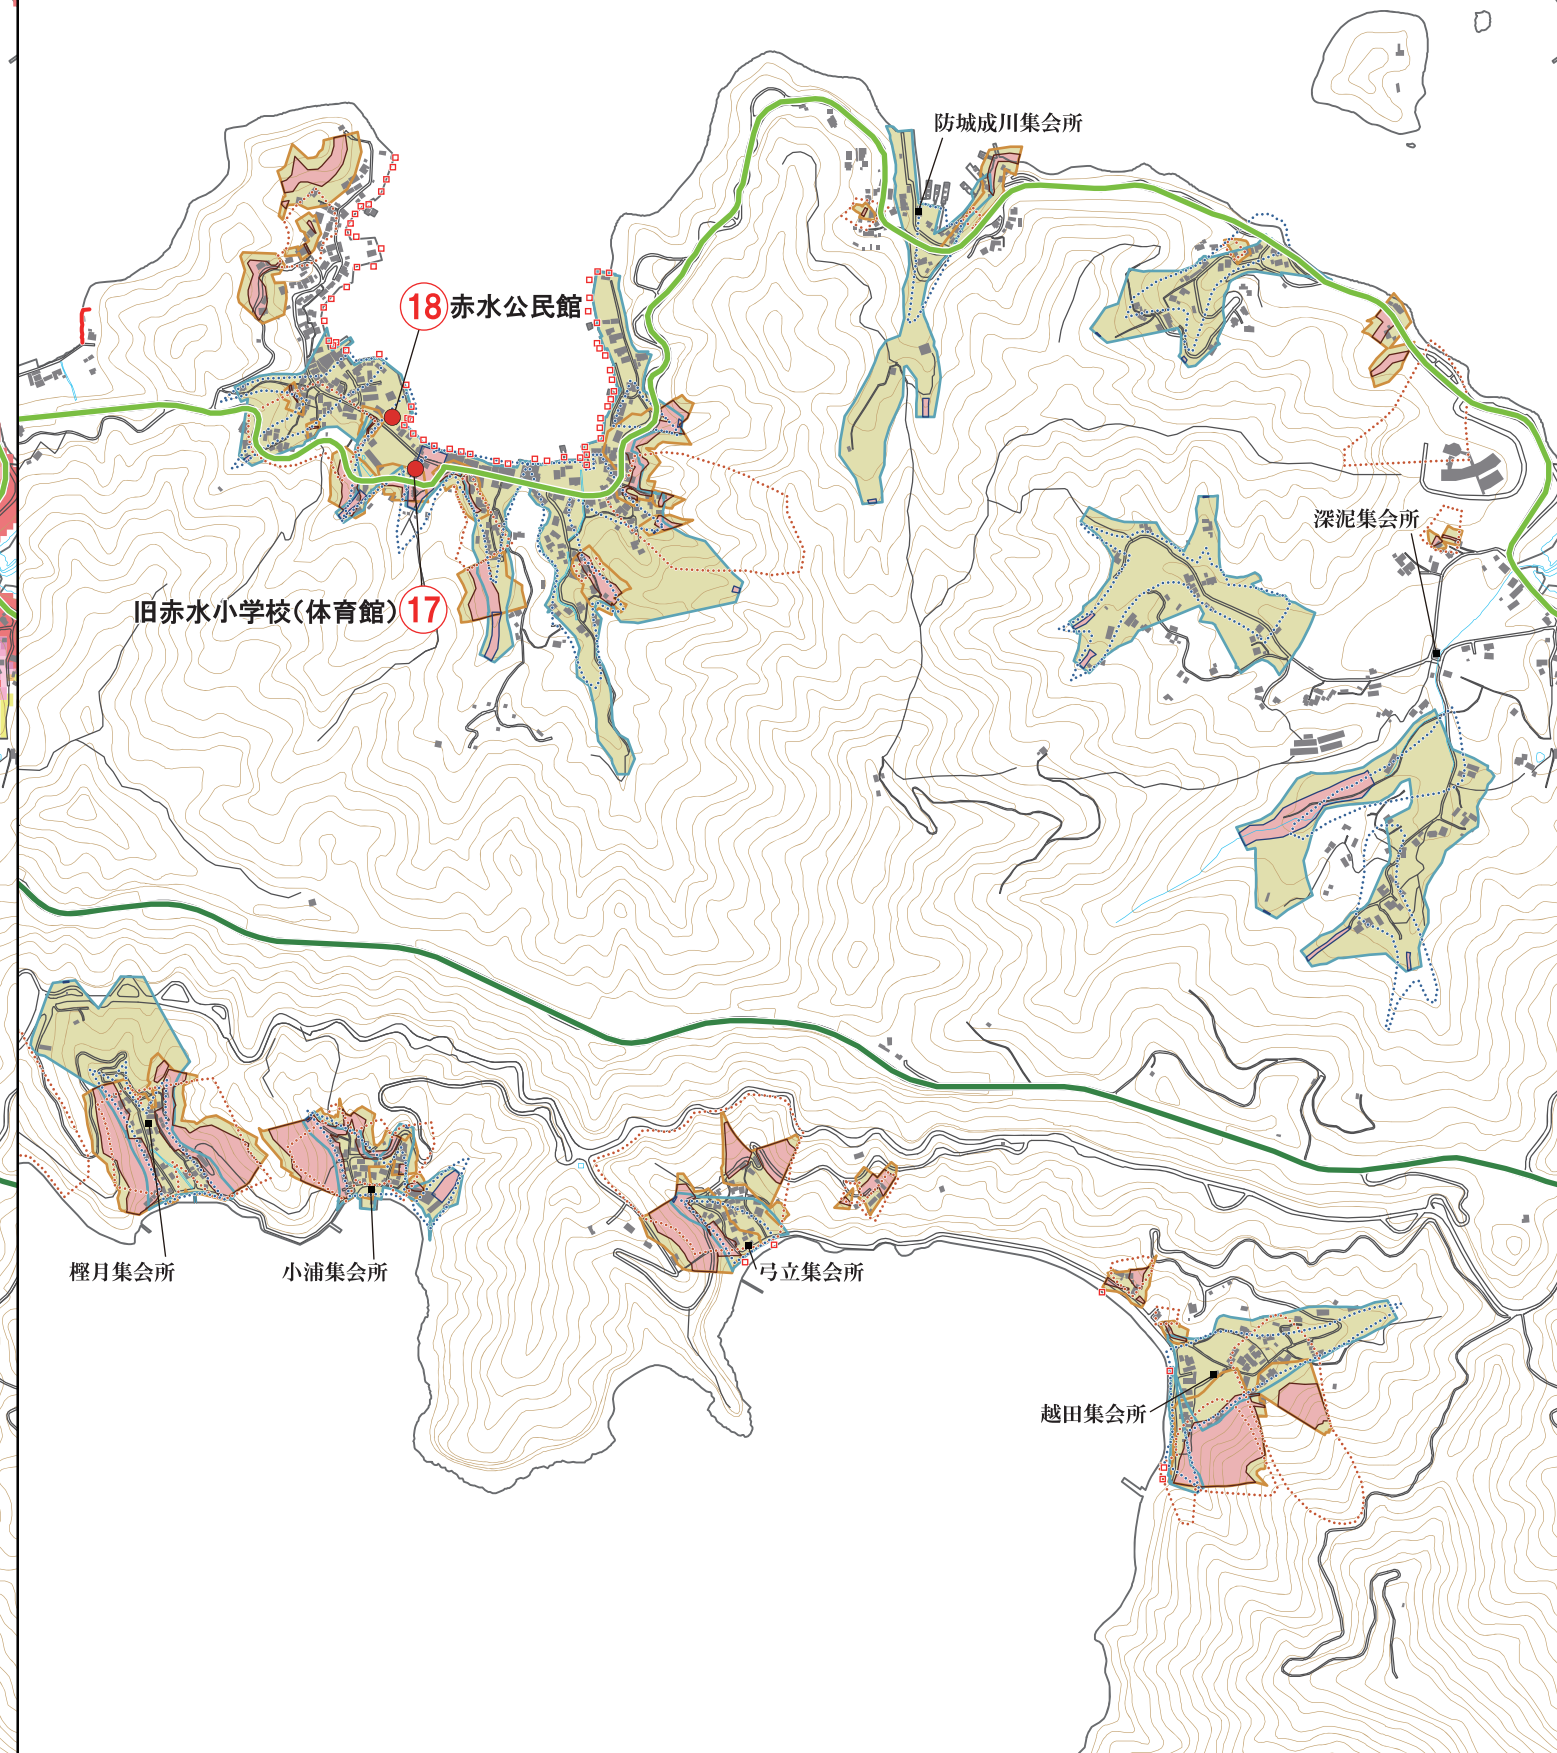 防城成川集会所
18 赤水公民館
深泥集会所
旧赤水小学校(体育館) 17
樫月集会所
小浦集会所
弓立集会所
越田集会所